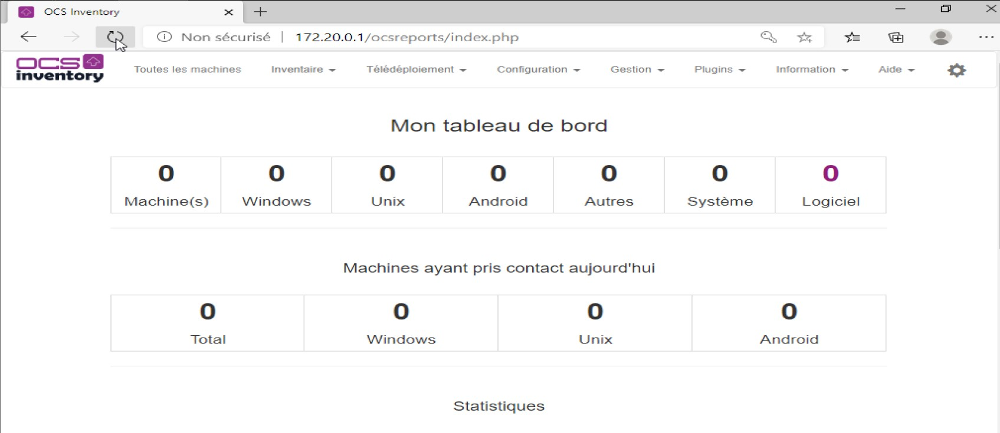 OCS Inventory
Non sécurisé | 172.20.0.1/ocsreports/index.php
OCS inventory
Toutes les machines Inventaire Télédéploiement Configuration Gestion Plugins Information Aide
Mon tableau de bord
0 0 0 0 0 0 0
Machine(s) Windows Unix Android Autres Système Logiciel
Machines ayant pris contact aujourd'hui
0 0 0 0
Total Windows Unix Android
Statistiques